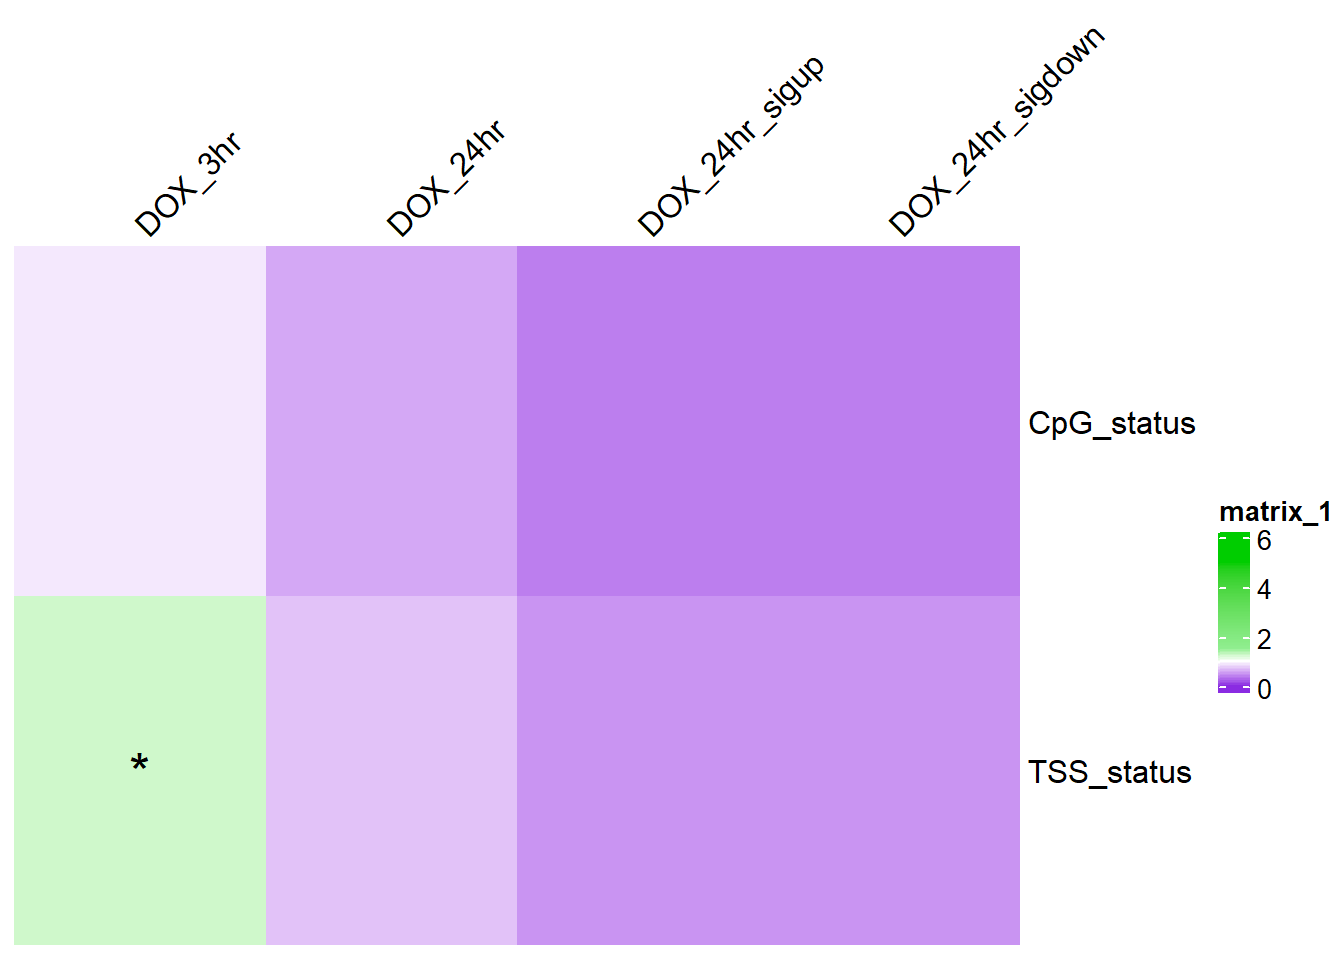 DOX_3hr
DOX_24hr
DOX_24hr_sigup
DOX_24hr_sigdown
CpG_status
matrix_1
6
4
2
0
*
TSS_status